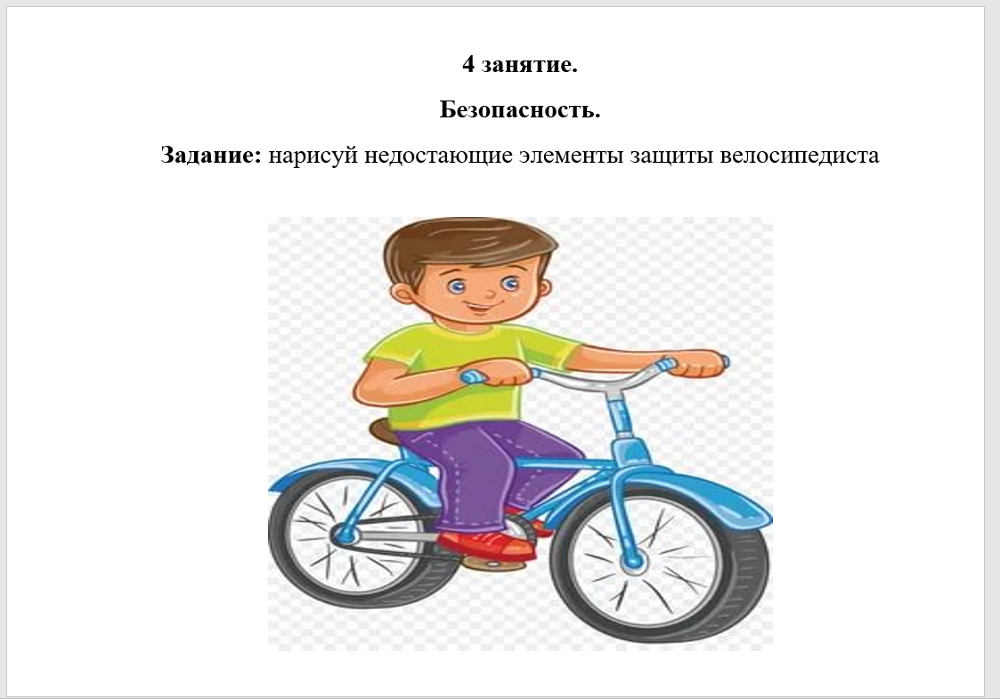 4 занятие.
Безопасность.
Задание: нарисуй недостающие элементы защиты велосипедиста